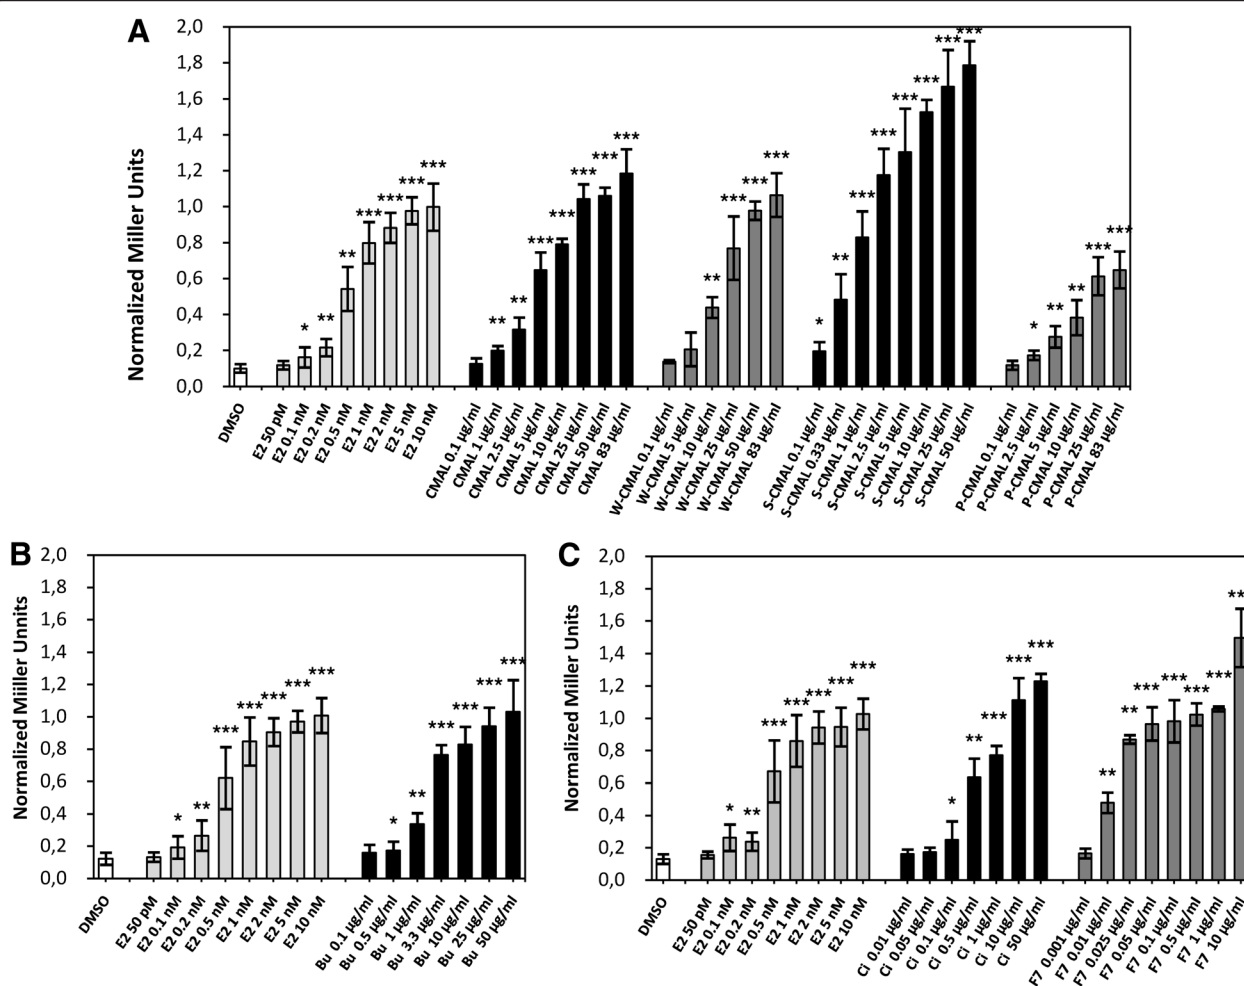 A
Normalized Miller Units
2,0
1,8
1,6
1,4
1,2
1,0
0,8
0,6
0,4
0,2
0,0
* ** ** *** *** *** ***
** ** *** *** *** *** ***
** *** *** ***
* ** *** *** *** *** *** ***
* ** ** *** ***
DMSO
E2 50 pM
E2 0.1 nM
E2 0.2 nM
E2 0.5 nM
E2 1 nM
E2 2 nM
E2 5 nM
E2 10 nM
CMAL 0.1 µg/ml
CMAL 1 µg/ml
CMAL 2.5 µg/ml
CMAL 5 µg/ml
CMAL 10 µg/ml
CMAL 25 µg/ml
CMAL 50 µg/ml
CMAL 83 µg/ml
W-CMAL 0.1 µg/ml
W-CMAL 5 µg/ml
W-CMAL 10 µg/ml
W-CMAL 25 µg/ml
W-CMAL 50 µg/ml
W-CMAL 83 µg/ml
S-CMAL 0.1 µg/ml
S-CMAL 0.33 µg/ml
S-CMAL 1 µg/ml
S-CMAL 2.5 µg/ml
S-CMAL 5 µg/ml
S-CMAL 10 µg/ml
S-CMAL 25 µg/ml
S-CMAL 50 µg/ml
P-CMAL 0.1 µg/ml
P-CMAL 2.5 µg/ml
P-CMAL 5 µg/ml
P-CMAL 10 µg/ml
P-CMAL 25 µg/ml
P-CMAL 83 µg/ml
B
Normalized Miiller Unnits
2,0
1,8
1,6
1,4
1,2
1,0
0,8
0,6
0,4
0,2
0,0
* ** *** *** *** *** ***
* ** *** *** *** ***
DMSO
E2 50 pM
E2 0.1 nM
E2 0.2 nM
E2 0.5 nM
E2 1 nM
E2 2 nM
E2 5 nM
E2 10 nM
Bu 0.1 µg/ml
Bu 0.5 µg/ml
Bu 1 µg/ml
Bu 3.3 µg/ml
Bu 10 µg/ml
Bu 25 µg/ml
Bu 50 µg/ml
C
Normalized Miller Units
2,0
1,8
1,6
1,4
1,2
1,0
0,8
0,6
0,4
0,2
0,0
* ** *** *** *** *** ***
* ** *** *** ***
** ** *** *** *** *** **
DMSO
E2 50 pM
E2 0.1 nM
E2 0.2 nM
E2 0.5 nM
E2 1 nM
E2 2 nM
E2 5 nM
E2 10 nM
Ci 0.01 µg/ml
Ci 0.05 µg/ml
Ci 0.1 µg/ml
Ci 0.5 µg/ml
Ci 1 µg/ml
Ci 10 µg/ml
Ci 50 µg/ml
F7 0.001 µg/ml
F7 0.01 µg/ml
F7 0.025 µg/ml
F7 0.05 µg/ml
F7 0.1 µg/ml
F7 0.5 µg/ml
F7 1 µg/ml
F7 10 µg/ml